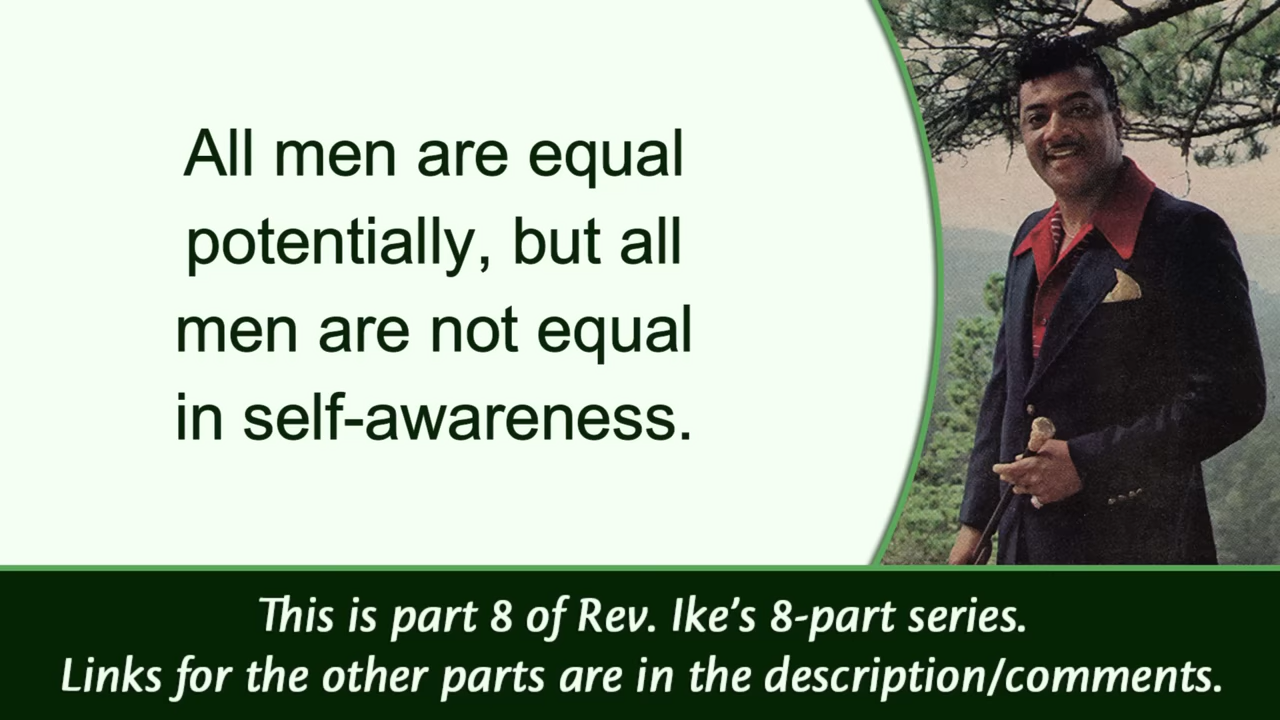 All men are equal
potentially, but all
men are not equal
in self-awareness.
This is part 8 of Rev. Ike’s 8-part series.
Links for the other parts are in the description/comments.